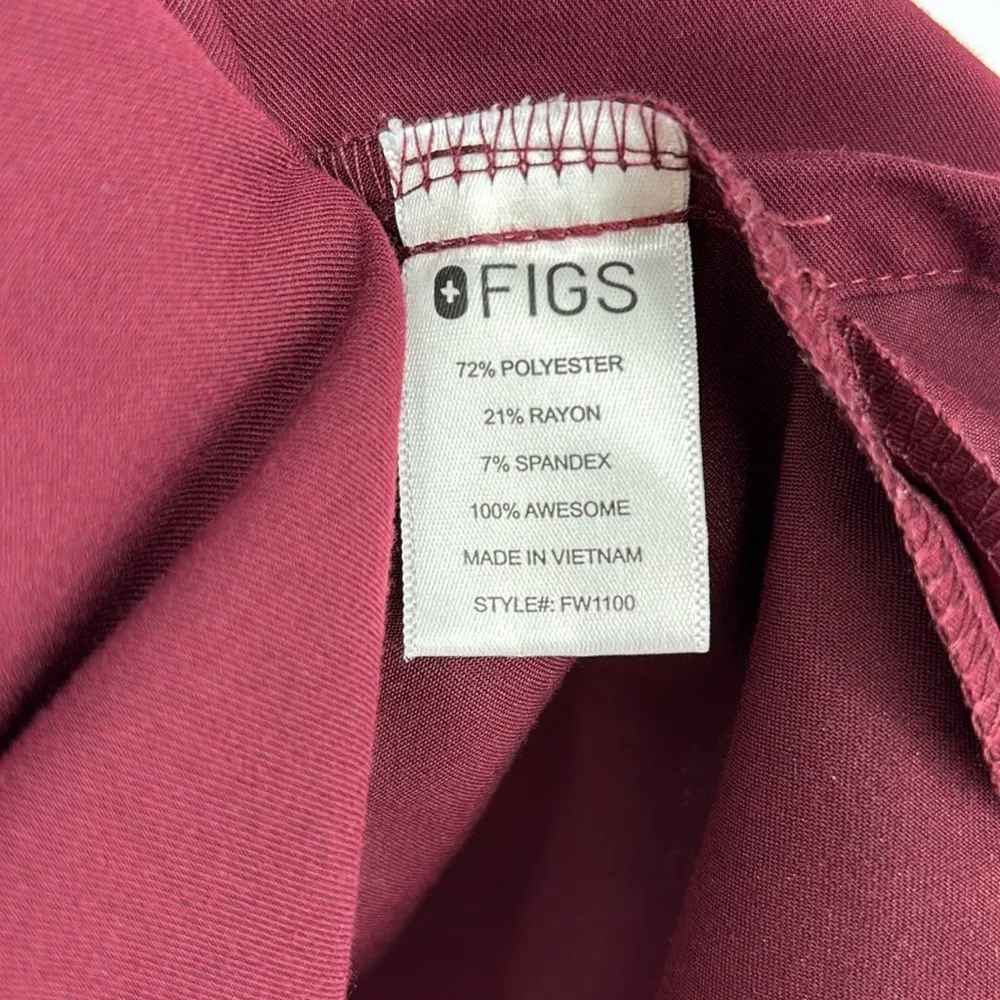 FIGS
72% POLYESTER
21% RAYON
7% SPANDEX
100% AWESOME
MADE IN VIETNAM
STYLE#: FW1100